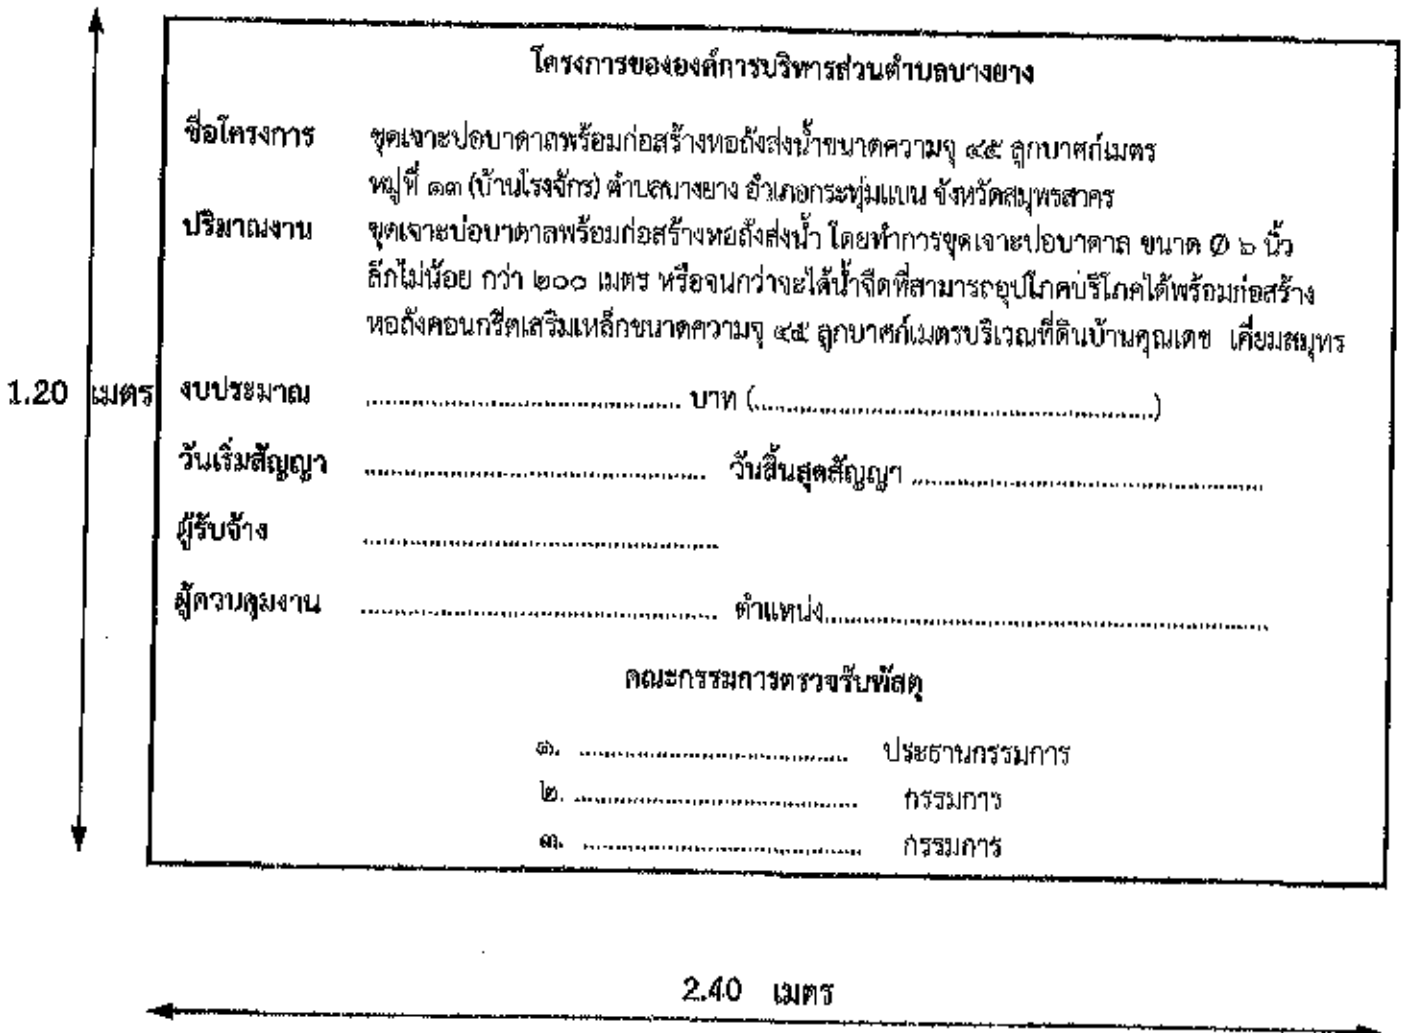 โครงการขององค์การบริหารส่วนตำบลบางยาง
ชื่อโครงการ ขุดเจาะบ่อบาดาลพร้อมก่อสร้างหอถังส่งน้ำขนาดความจุ ๔๕ ลูกบาศก์เมตร
หมู่ที่ ๑๓ (บ้านโรงจักร) ตำบลบางยาง อำเภอกระทุ่มแบน จังหวัดสมุทรสาคร
ปริมาณงาน ขุดเจาะบ่อบาดาลพร้อมก่อสร้างหอถังส่งน้ำ โดยทำการขุดเจาะบ่อบาดาล ขนาด Ø ๖ นิ้ว
ลึกไม่น้อย กว่า ๒๐๐ เมตร หรือจนกว่าจะได้น้ำจืดที่สามารถอุปโภคบริโภคได้พร้อมก่อสร้าง
หอถังคอนกรีตเสริมเหล็กขนาดความจุ ๔๕ ลูกบาศก์เมตรบริเวณที่ดินบ้านคุณเดช เคี่ยมสมุทร
1.20 เมตร
งบประมาณ ........................................ บาท (..................................................)
วันเริ่มสัญญา ........................................ วันสิ้นสุดสัญญา ........................................
ผู้รับจ้าง ........................................
ผู้ควบคุมงาน ........................................ ตำแหน่ง..................................................
คณะกรรมการตรวจรับพัสดุ
๑. .................................. ประธานกรรมการ
๒. .................................. กรรมการ
๓. .................................. กรรมการ
2.40 เมตร